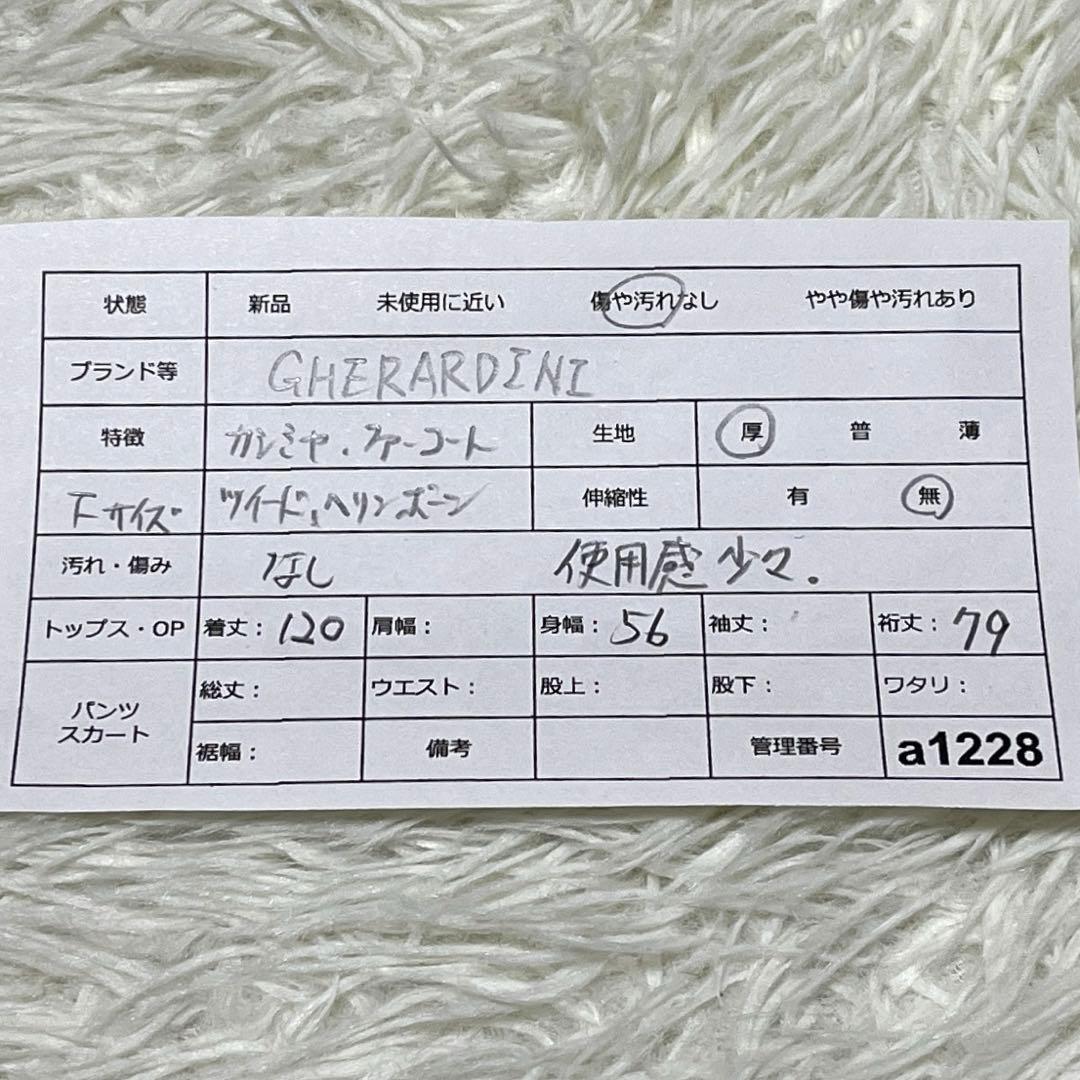 状態 新品 未使用に近い 傷や汚れなし やや傷や汚れあり
ブランド等 GHERARDINI
特徴 カシミヤ、ファーコート 生地 厚 普 薄
サイズ ツイード、ヘリンボーン 伸縮性 有 無
汚れ・傷み なし 使用感少々.
トップス・OP 着丈：120 肩幅： 身幅：56 袖丈： 裄丈：79
パンツ スカート 総丈： ウエスト： 股上： 股下： ワタリ：
裾幅： 備考 管理番号 a1228